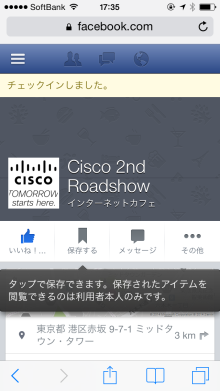 SoftBank 17:35
facebook.com
チェックインしました。
CISCO
TOMORROW
starts here.
Cisco 2nd
Roadshow
インターネットカフェ
いいね！... 保存する メッセージ その他
タップで保存できます。保存されたアイテムを
閲覧できるのは利用者本人のみです。
東京都 港区赤坂 9-7-1 ミッドタ
ウン・タワー
3 km